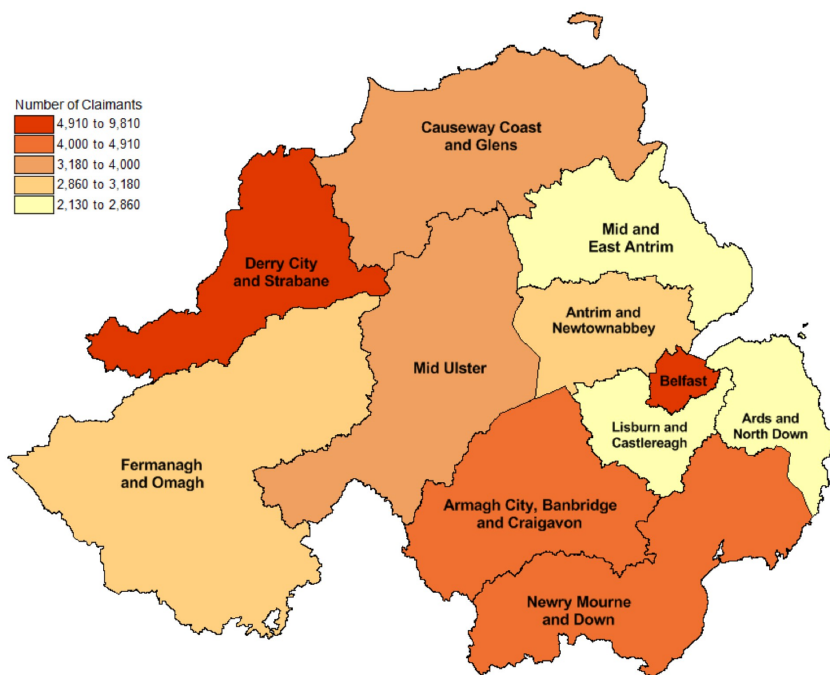 Number of Claimants
4,910 to 9,810
4,000 to 4,910
3,180 to 4,000
2,860 to 3,180
2,130 to 2,860
Causeway Coast
and Glens
Mid and
East Antrim
Derry City
and Strabane
Antrim and
Newtownabbey
Mid Ulster
Belfast
Lisburn and
Castlereagh
Ards and
North Down
Fermanagh
and Omagh
Armagh City, Banbridge
and Craigavon
Newry Mourne
and Down